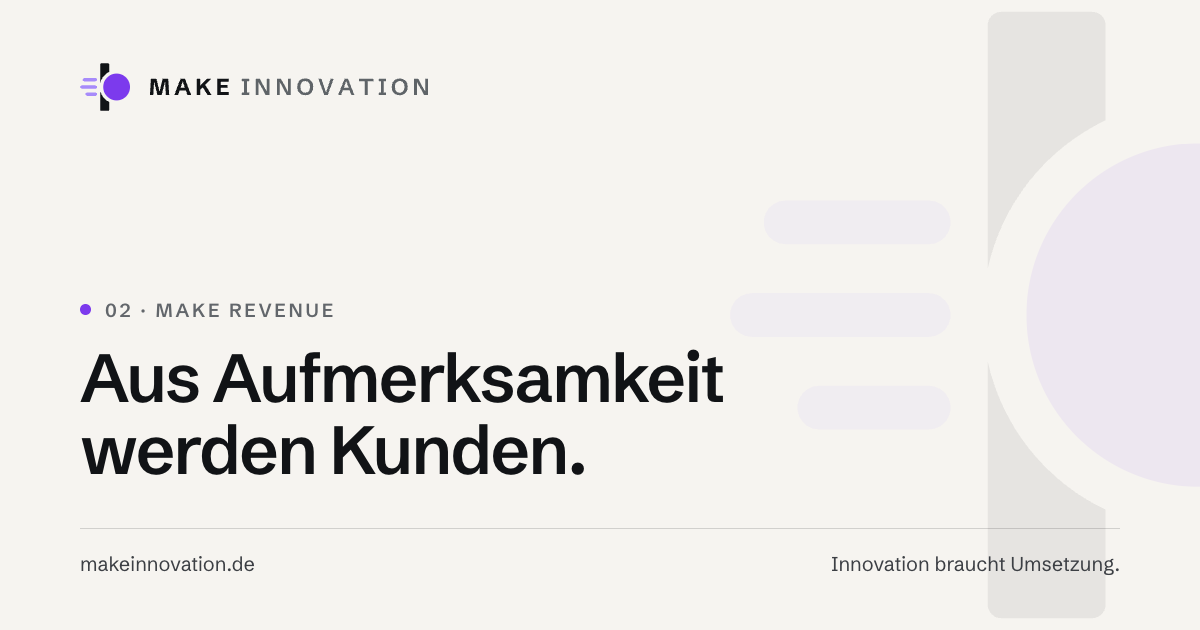 MAKE INNOVATION
02 · MAKE REVENUE
Aus Aufmerksamkeit
werden Kunden.
makeinnovation.de
Innovation braucht Umsetzung.